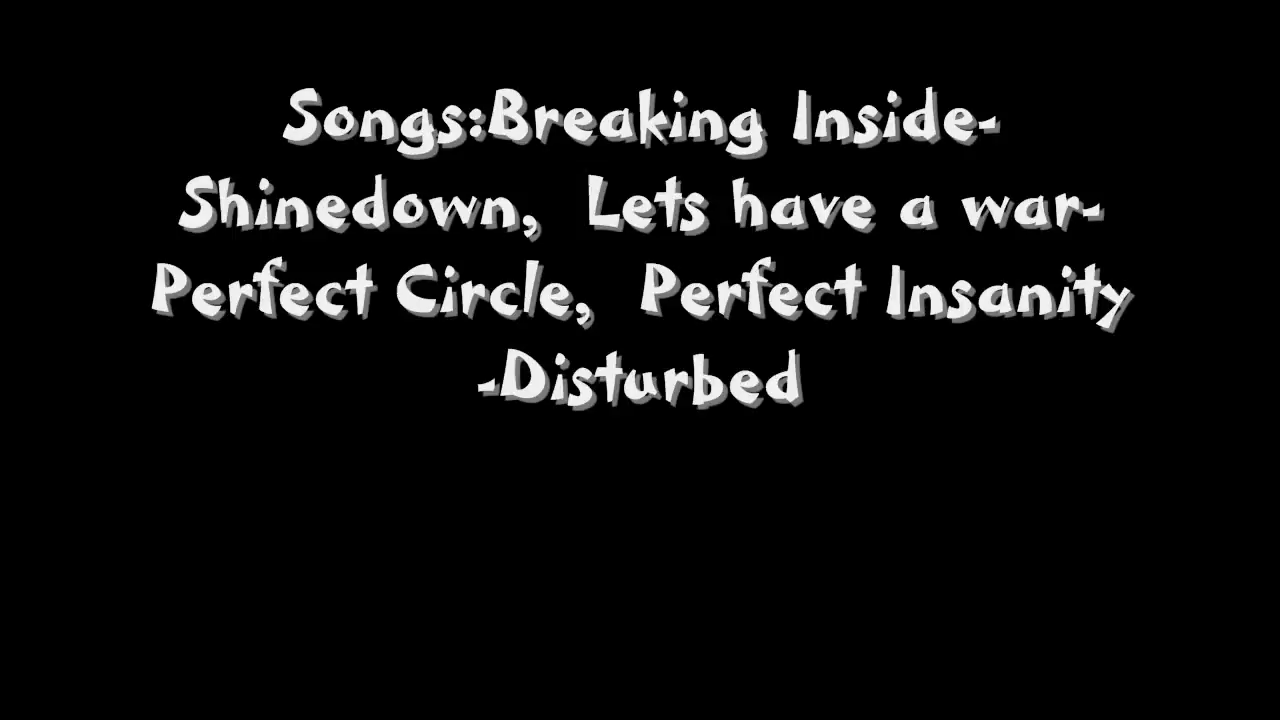 Songs:Breaking Inside-
Shinedown,  Lets have a war-
Perfect Circle,  Perfect Insanity
-Disturbed